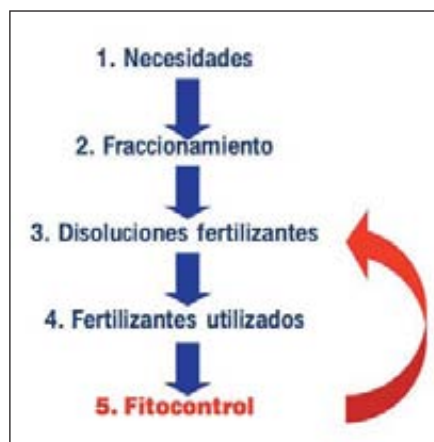 1. Necesidades
2. Fraccionamiento
3. Disoluciones fertilizantes
4. Fertilizantes utilizados
5. Fitocontrol